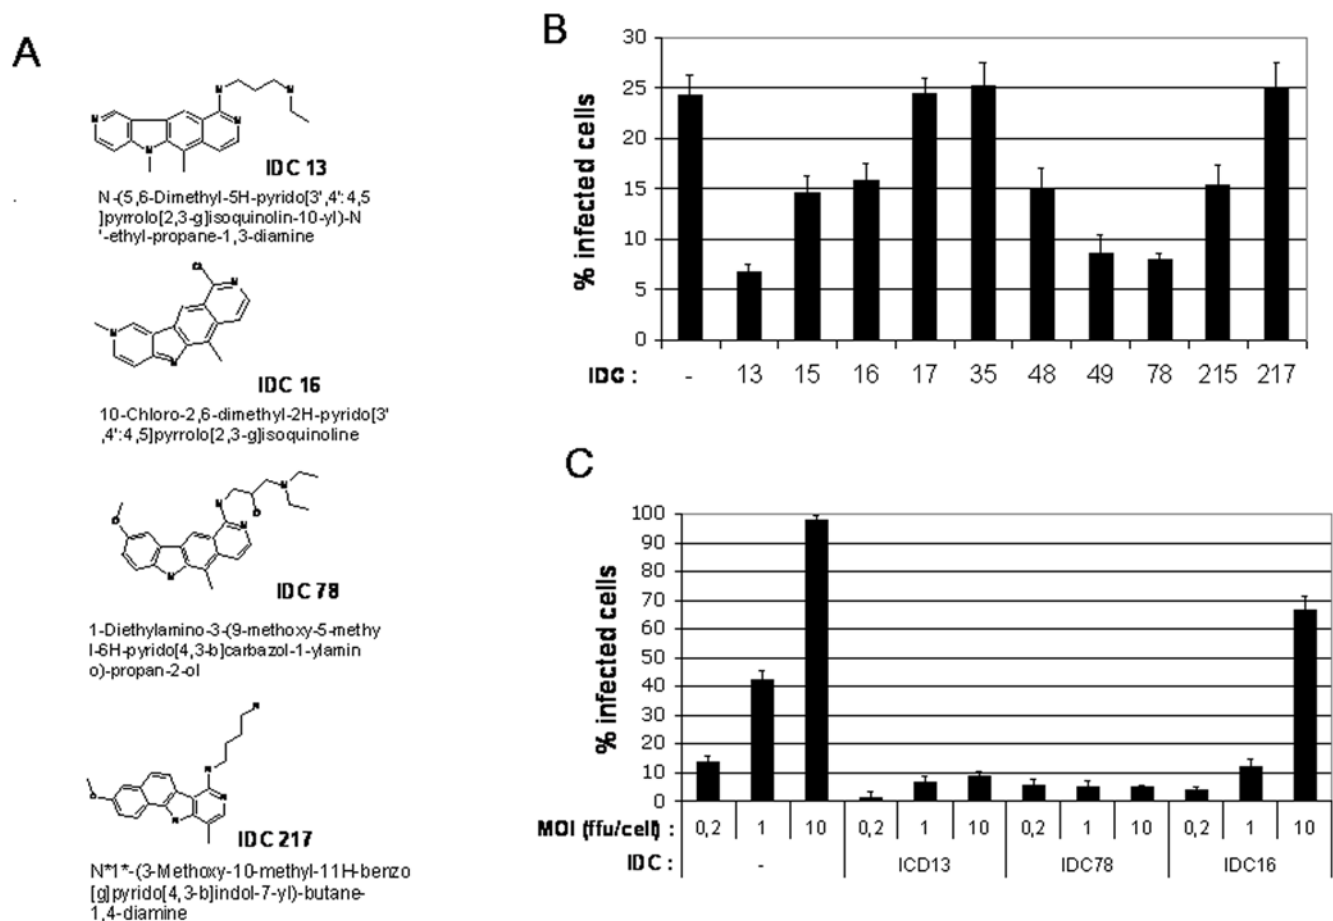 A
IDC 13
N-(5,6-Dimethyl-5H-pyrido[3',4':4,5
]pyrrolo[2,3-g]isoquinolin-10-yl)-N
'-ethyl-propane-1,3-diamine
IDC 16
10-Chloro-2,6-dimethyl-2H-pyrido[3'
,4':4,5]pyrrolo[2,3-g]isoquinoline
IDC 78
1-Diethylamino-3-(9-methoxy-5-methy
l-6H-pyrido[4,3-b]carbazol-1-ylamin
o)-propan-2-ol
IDC 217
N*1*-(3-Methoxy-10-methyl-11H-benzo
[g]pyrido[4,3-b]indol-7-yl)-butane-
1,4-diamine
B
% infected cells
30
25
20
15
10
5
0
IDC : - 13 15 16 17 35 48 49 78 215 217
C
% infected cells
100
90
80
70
60
50
40
30
20
10
0
MOI (ffu/cell) : 0,2 1 10 0,2 1 10 0,2 1 10 0,2 1 10
IDC : - ICD13 IDC78 IDC16